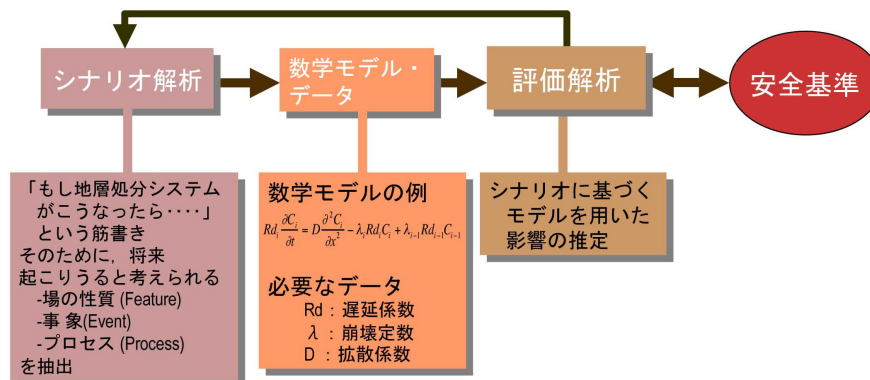 シナリオ解析
数学モデル・
データ
評価解析
安全基準
「もし地層処分システム
がこうなったら‥‥」
という筋書き
そのために，将来
起こりうると考えられる
-場の性質 (Feature)
-事 象(Event)
-プロセス (Process)
を抽出
数学モデルの例
Rd_i ∂C_i/∂t = D ∂²C_i/∂x² − λ_i Rd_i C_i + λ_{i−1} Rd_{i−1} C_{i−1}
必要なデータ
Rd：遅延係数
λ ：崩壊定数
D ：拡散係数
シナリオに基づく
モデルを用いた
影響の推定